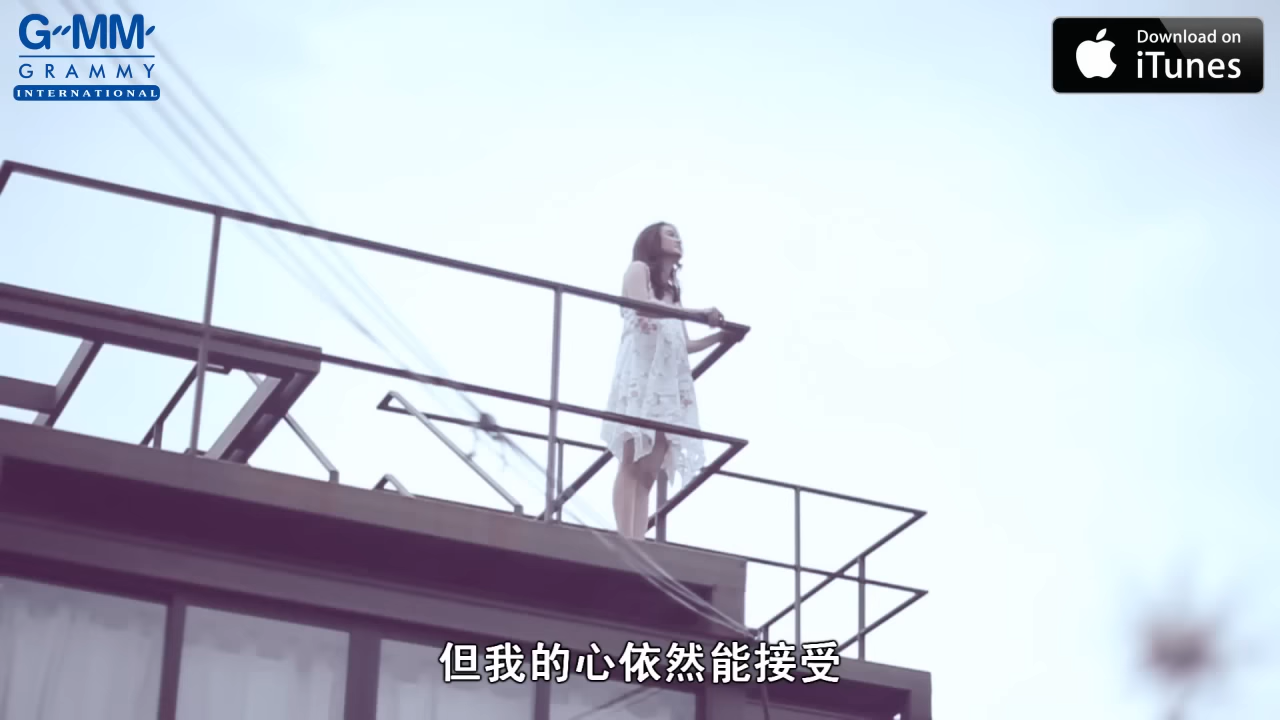 G"MM'
GRAMMY
INTERNATIONAL
Download on
iTunes
但我的心依然能接受